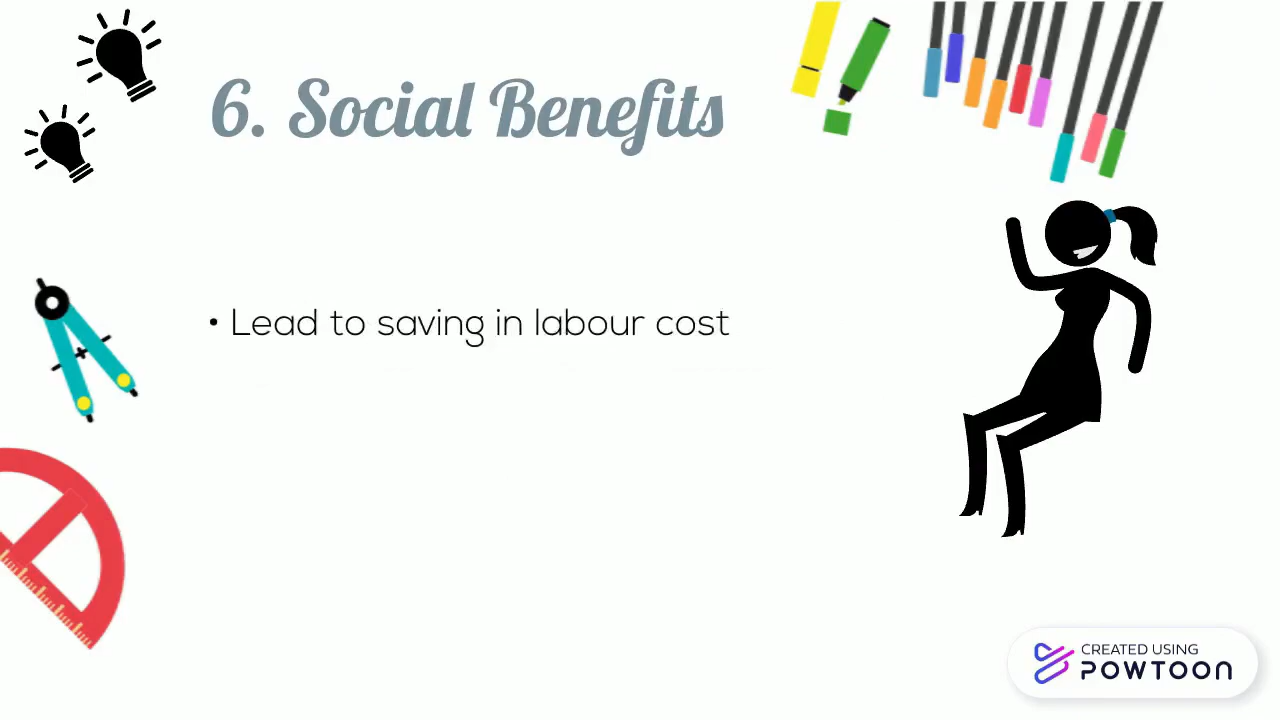 6. Social Benefits
• Lead to saving in labour cost
CREATED USING
POWTOON